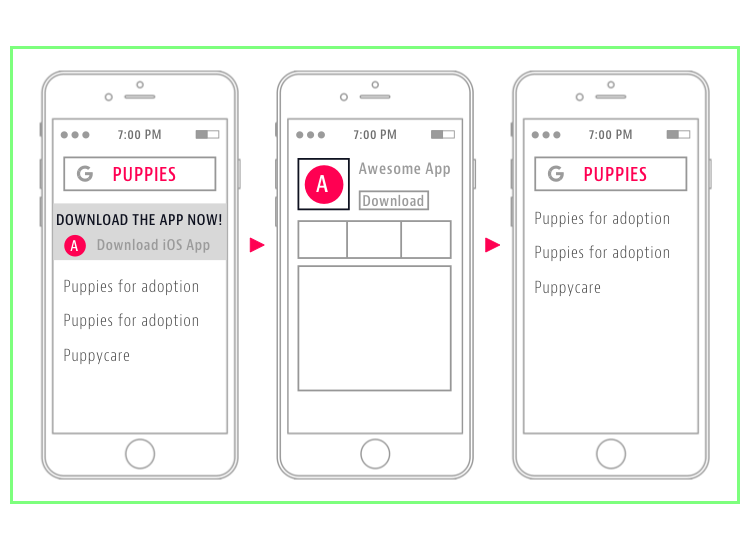 7:00 PM
G PUPPIES
DOWNLOAD THE APP NOW!
A Download iOS App
Puppies for adoption
Puppies for adoption
Puppycare
7:00 PM
A
Awesome App
Download
7:00 PM
G PUPPIES
Puppies for adoption
Puppies for adoption
Puppycare